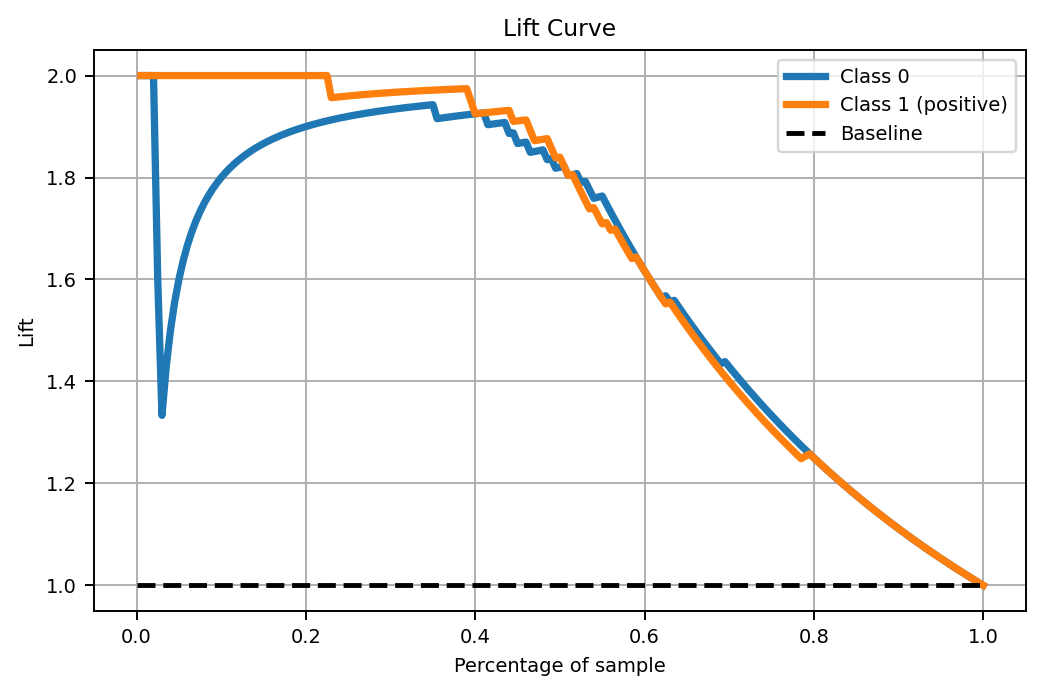 Lift Curve
Class 0
Class 1 (positive)
Baseline
Lift
2.0
1.8
1.6
1.4
1.2
1.0
0.0 0.2 0.4 0.6 0.8 1.0
Percentage of sample